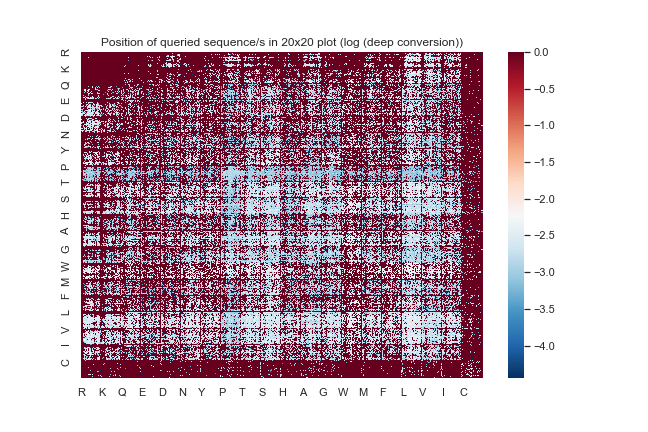 Position of queried sequence/s in 20x20 plot (log (deep conversion))
R
K
Q
E
D
N
Y
P
T
S
H
A
G
W
M
F
L
V
I
C
R K Q E D N Y P T S H A G W M F L V I C
0.0
−0.5
−1.0
−1.5
−2.0
−2.5
−3.0
−3.5
−4.0